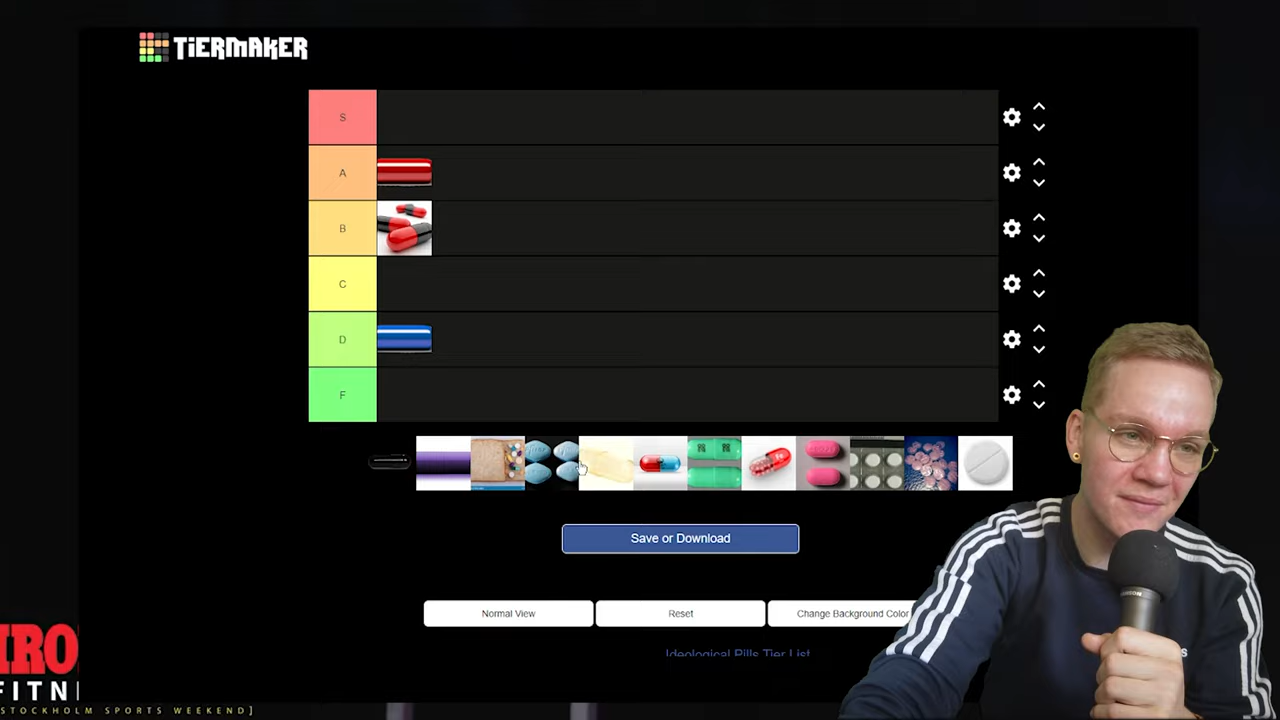 TiERMAKER
S
A
B
C
D
F
Save or Download
Normal View
Reset
Change Background Color
Ideological Pills Tier List
IRO
FITN
STOCKHOLM SPORTS WEEKEND]